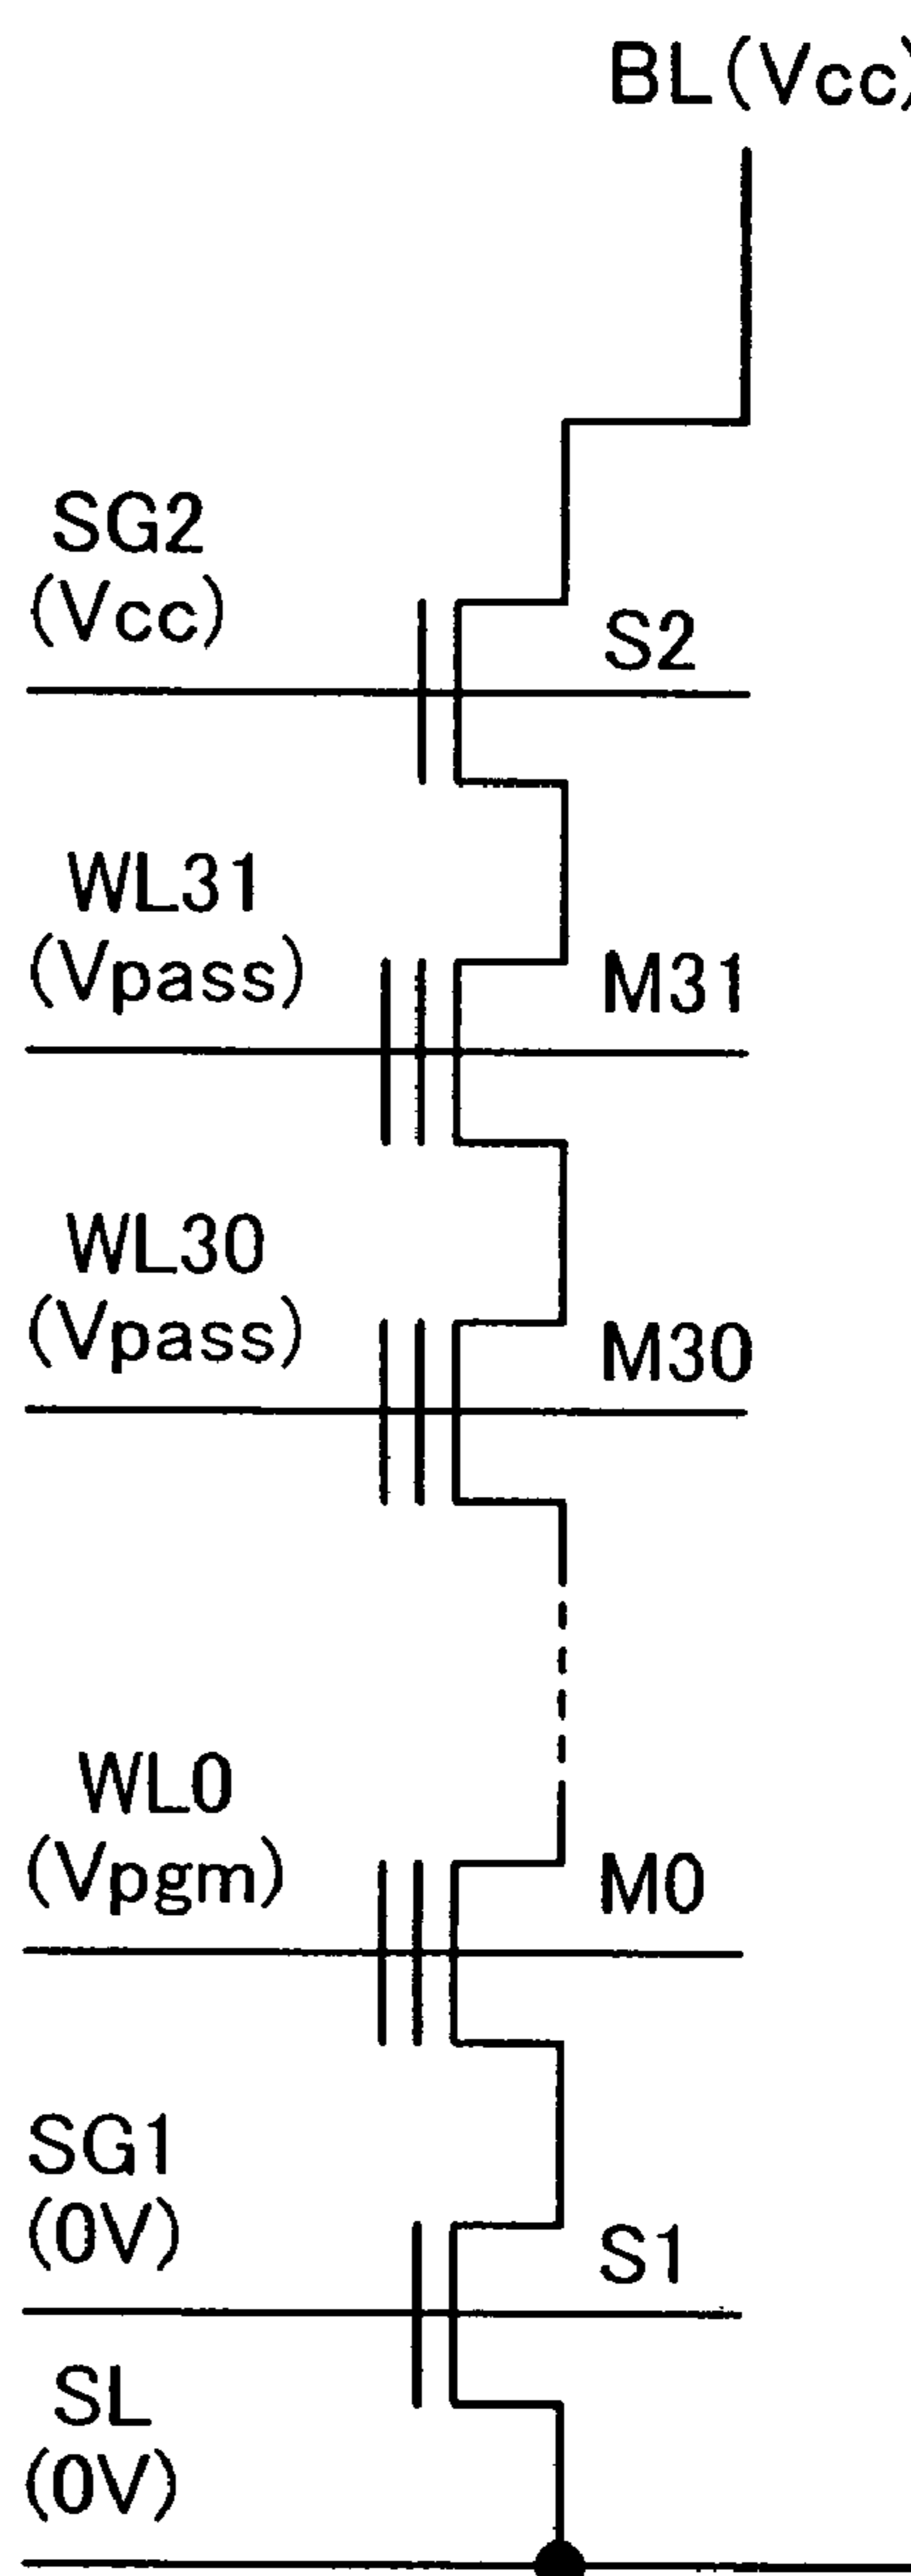 BL(Vcc)
SG2
(Vcc)
S2
WL31
(Vpass)
M31
WL30
(Vpass)
M30
WL0
(Vpgm)
M0
SG1
(0V)
S1
SL
(0V)